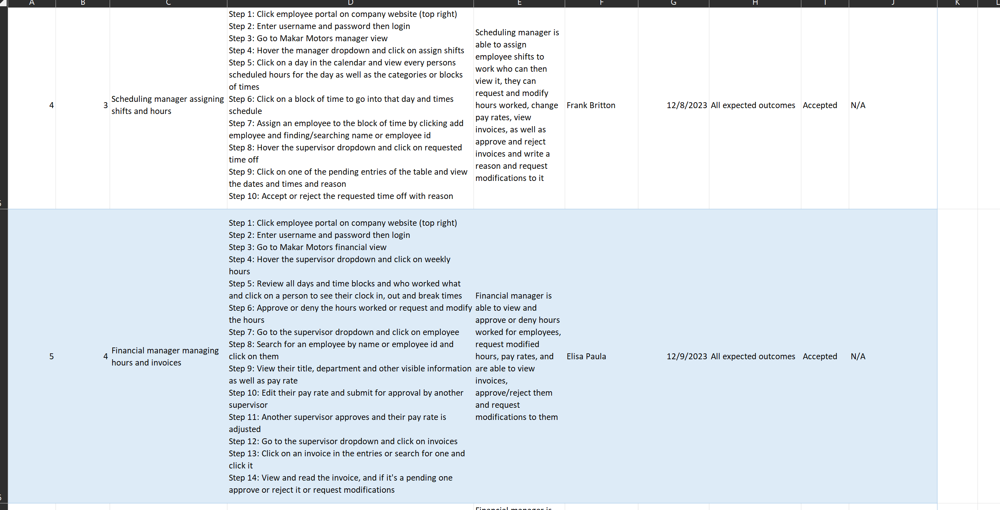 A B C D E F G H I J K L
Step 1: Click employee portal on company website (top right)
Step 2: Enter username and password then login
Step 3: Go to Makar Motors manager view
Step 4: Hover the manager dropdown and click on assign shifts
Step 5: Click on a day in the calendar and view every persons
scheduled hours for the day as well as the categories or blocks
of times
Step 6: Click on a block of time to go into that day and times
schedule
Step 7: Assign an employee to the block of time by clicking add
employee and finding/searching name or employee id
Step 8: Hover the supervisor dropdown and click on requested
time off
Step 9: Click on one of the pending entries of the table and view
the dates and times and reason
Step 10: Accept or reject the requested time off with reason
4
3
Scheduling manager assigning
shifts and hours
Scheduling manager is
able to assign
employee shifts to
work who can then
view it, they can
request and modify
hours worked, change
pay rates, view
invoices, as well as
approve and reject
invoices and write a
reason and request
modifications to it
Frank Britton
12/8/2023
All expected outcomes
Accepted
N/A
5
4
Financial manager managing
hours and invoices
Step 1: Click employee portal on company website (top right)
Step 2: Enter username and password then login
Step 3: Go to Makar Motors financial view
Step 4: Hover the supervisor dropdown and click on weekly
hours
Step 5: Review all days and time blocks and who worked what
and click on a person to see their clock in, out and break times
Step 6: Approve or deny the hours worked or request and modify
the hours
Step 7: Go to the supervisor dropdown and click on employee
Step 8: Search for an employee by name or employee id and
click on them
Step 9: View their title, department and other visible information
as well as pay rate
Step 10: Edit their pay rate and submit for approval by another
supervisor
Step 11: Another supervisor approves and their pay rate is
adjusted
Step 12: Go to the supervisor dropdown and click on invoices
Step 13: Click on an invoice in the entries or search for one and
click it
Step 14: View and read the invoice, and if it's a pending one
approve or reject it or request modifications
Financial manager is
able to view and
approve or deny hours
worked for employees,
request modified
hours, pay rates, and
are able to view
invoices,
approve/reject them
and request
modifications to them
Elisa Paula
12/9/2023
All expected outcomes
Accepted
N/A
Financial manager is